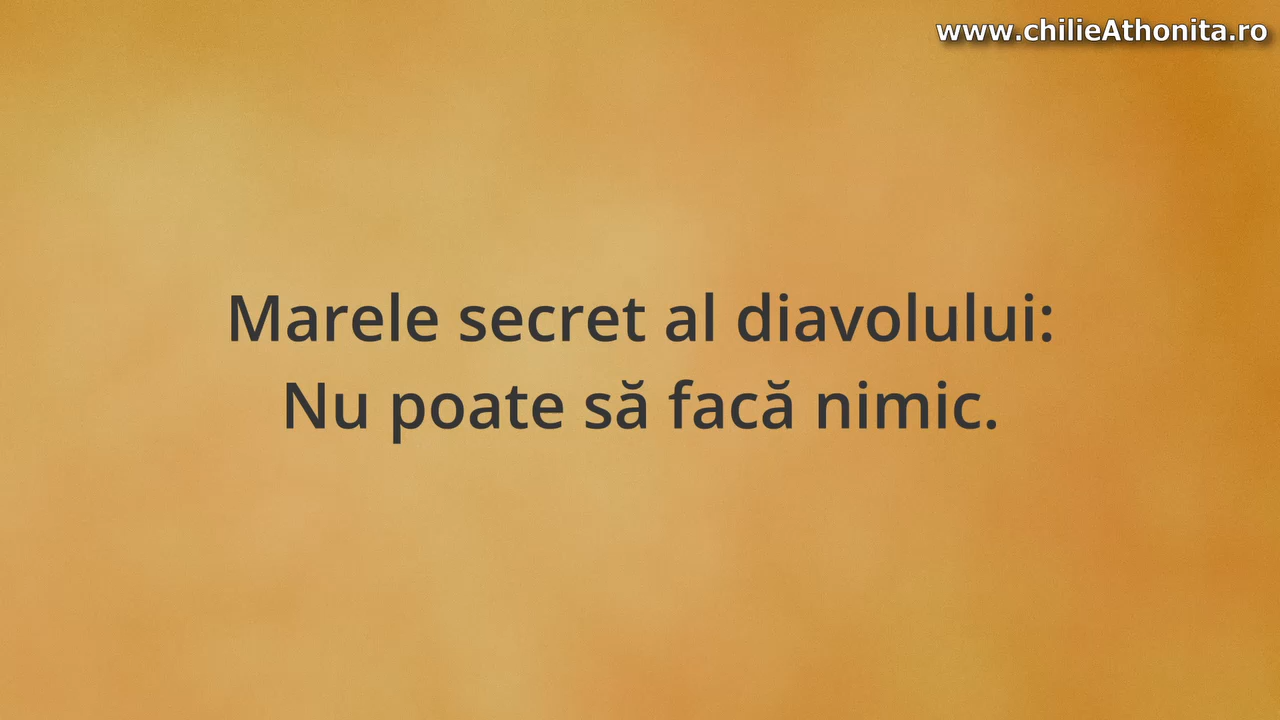 www.chilieAthonita.ro
Marele secret al diavolului:
Nu poate să facă nimic.